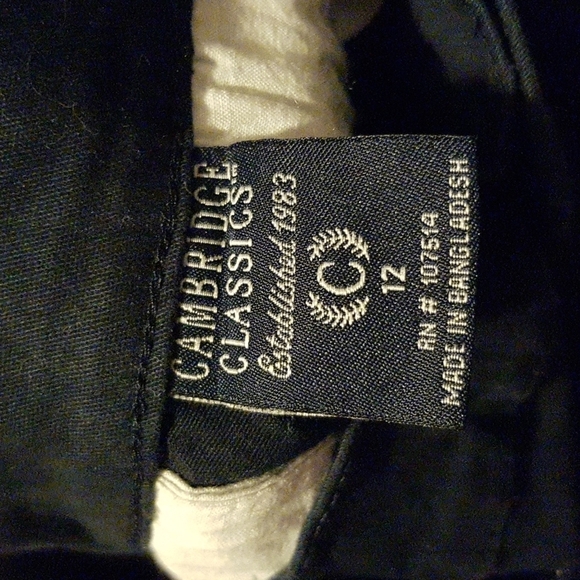 CAMBRIDGE
CLASSICS
Established 1983
C
12
RN # 107514
MADE IN BANGLADESH